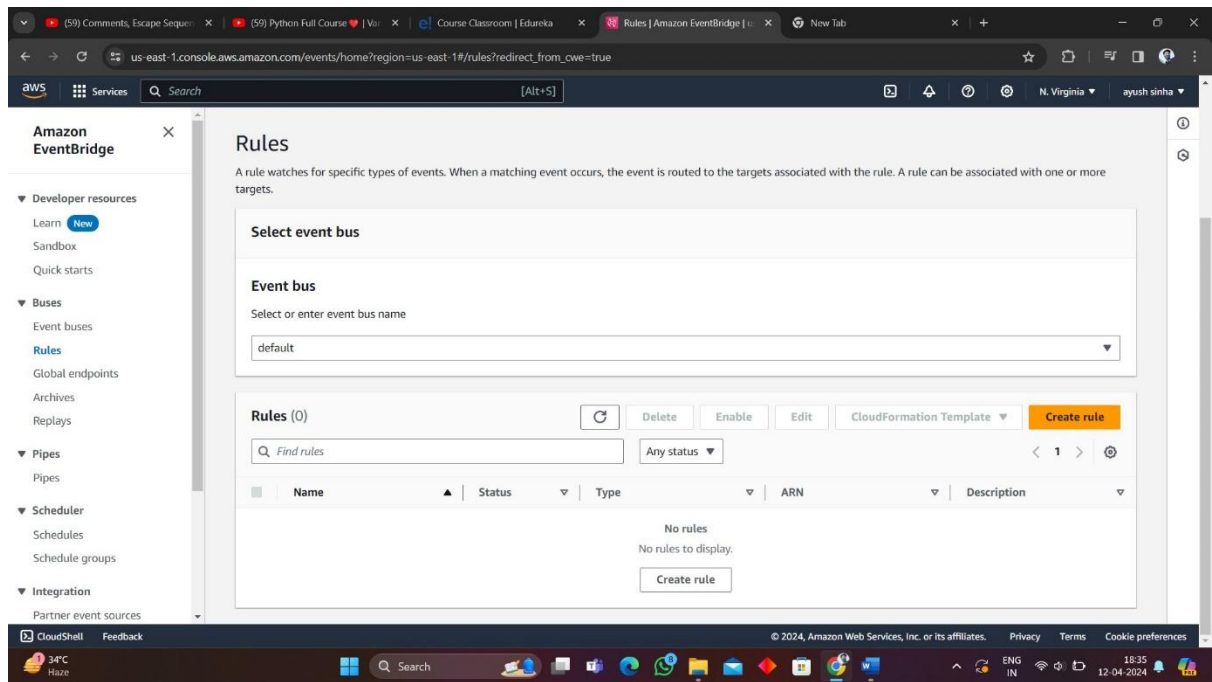 (59) Comments, Escape Sequen
(59) Python Full Course❤️ | Var
Course Classroom | Edureka
Rules | Amazon EventBridge | u
New Tab
us-east-1.console.aws.amazon.com/events/home?region=us-east-1#/rules?redirect_from_cwe=true
aws Services Search [Alt+S] N. Virginia ▼ ayush sinha ▼
Amazon
EventBridge
Developer resources
Learn New
Sandbox
Quick starts
Buses
Event buses
Rules
Global endpoints
Archives
Replays
Pipes
Pipes
Scheduler
Schedules
Schedule groups
Integration
Partner event sources
Rules
A rule watches for specific types of events. When a matching event occurs, the event is routed to the targets associated with the rule. A rule can be associated with one or more
targets.
Select event bus
Event bus
Select or enter event bus name
default
Rules (0) Delete Enable Edit CloudFormation Template ▼ Create rule
Find rules Any status ▼ < 1 >
Name Status Type ARN Description
No rules
No rules to display.
Create rule
CloudShell Feedback © 2024, Amazon Web Services, Inc. or its affiliates. Privacy Terms Cookie preferences
34°C
Haze
Search
ENG
IN
18:35
12-04-2024